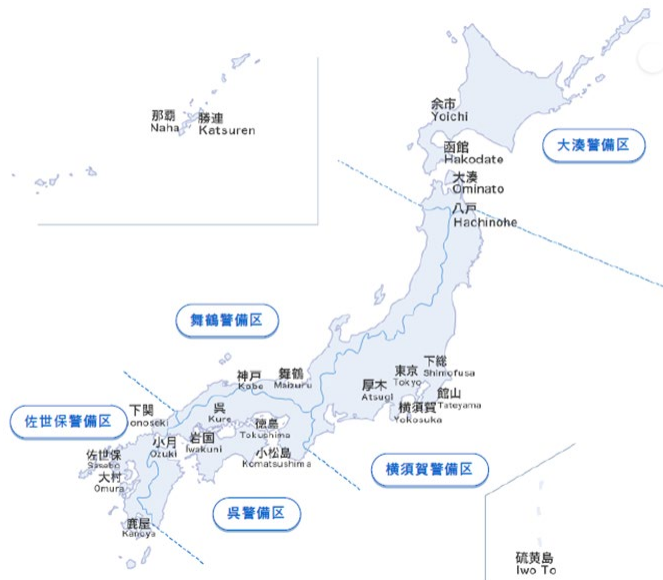 余市
Yoichi
大湊警備区
函館
Hakodate
那覇
Naha
勝連
Katsuren
大湊
Ominato
八戸
Hachinohe
舞鶴警備区
神戸
Kobe
舞鶴
Maizuru
下総
Shimofusa
東京
Tokyo
厚木
Atsugi
館山
Tateyama
横須賀
Yokosuka
下関
onoseki
佐世保警備区
呉
Kure
徳島
Tokushima
小月
Ozuki
岩国
Iwakuni
小松島
Komatsushima
佐世保
Sasebo
大村
Omura
横須賀警備区
呉警備区
鹿屋
Kanoya
硫黄島
Iwo To